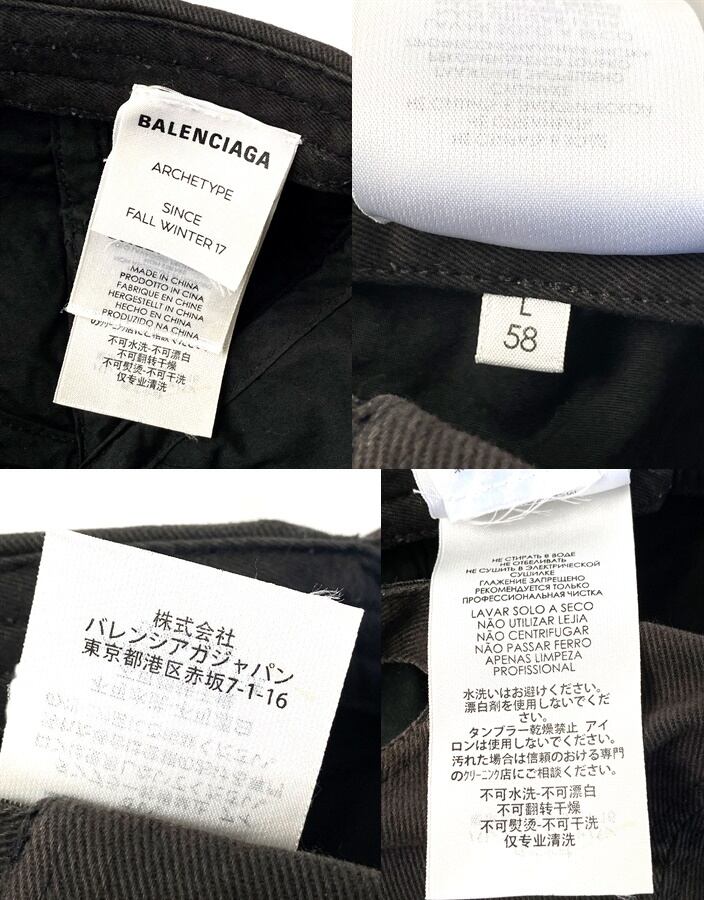 BALENCIAGA
ARCHETYPE
SINCE
FALL WINTER 17
MADE IN CHINA
PRODOTTO IN CINA
FABRIQUE EN CHINE
HERGESTELLT IN CHINA
HECHO EN CHINA
PRODUZIDO NA CHINA
不可水洗-不可漂白
不可翻转干燥
不可熨烫-不可干洗
仅专业清洗
L
58
株式会社
バレンシアガジャパン
東京都港区赤坂7-1-16
НЕ СТИРАТЬ В ВОДЕ
НЕ ОТБЕЛИВАТЬ
НЕ СУШИТЬ В ЭЛЕКТРИЧЕСКОЙ
СУШИЛКЕ
ГЛАЖЕНИЕ ЗАПРЕЩЕНО
РЕКОМЕНДУЕТСЯ ТОЛЬКО
ПРОФЕССИОНАЛЬНАЯ ЧИСТКА
LAVAR SOLO A SECO
NÃO UTILIZAR LEJIA
NÃO CENTRIFUGAR
NÃO PASSAR FERRO
APENAS LIMPEZA
PROFISSIONAL
水洗いはお避けください。
漂白剤を使用しないでくだ
さい。
タンブラー乾燥禁止 アイ
ロンは使用しないでください。
汚れた場合は信頼のおける専門
のクリーニング店にご相談ください。
不可水洗-不可漂白
不可翻转干燥
不可熨烫-不可干洗
仅专业清洗